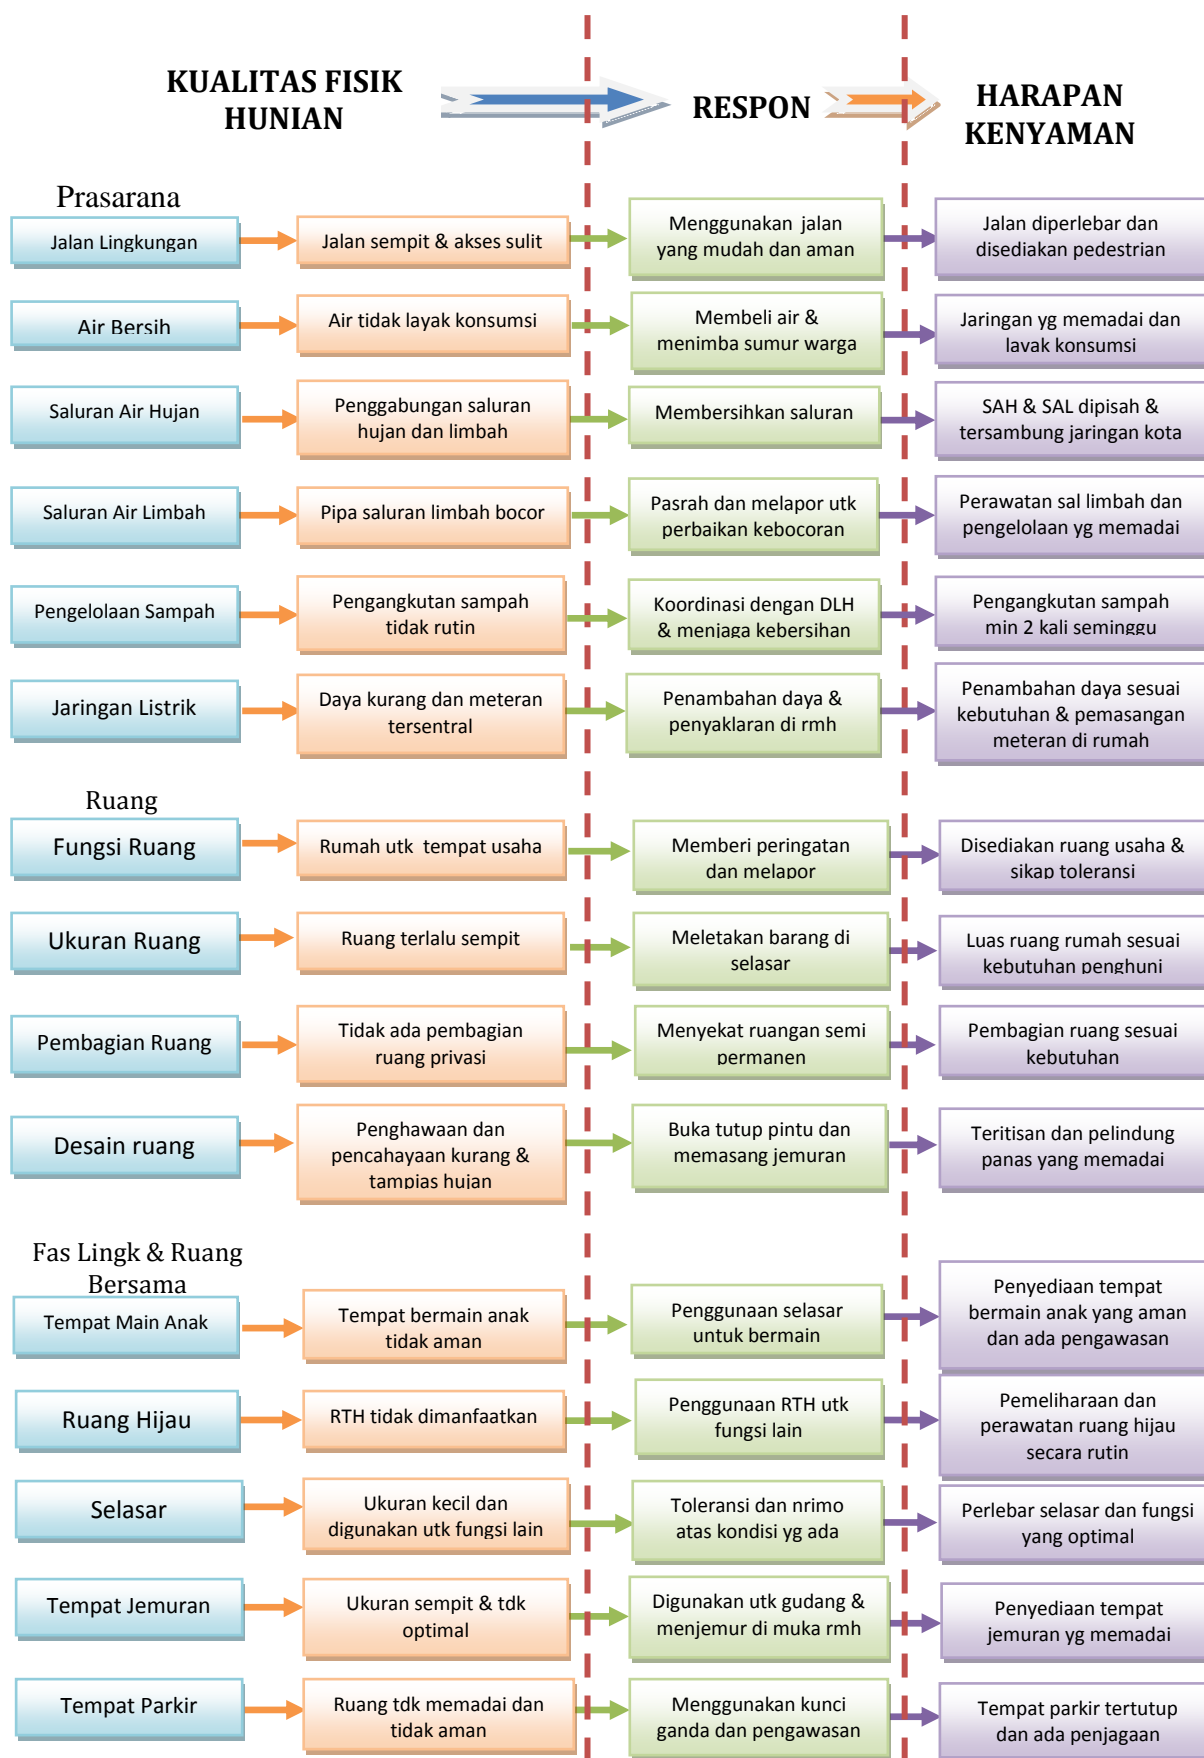 KUALITAS FISIK
HUNIAN
RESPON
HARAPAN
KENYAMAN
Prasarana
Jalan Lingkungan
Jalan sempit & akses sulit
Menggunakan jalan
yang mudah dan aman
Jalan diperlebar dan
disediakan pedestrian
Air Bersih
Air tidak layak konsumsi
Membeli air &
menimba sumur warga
Jaringan yg memadai dan
layak konsumsi
Saluran Air Hujan
Penggabungan saluran
hujan dan limbah
Membersihkan saluran
SAH & SAL dipisah &
tersambung jaringan kota
Saluran Air Limbah
Pipa saluran limbah bocor
Pasrah dan melapor utk
perbaikan kebocoran
Perawatan sal limbah dan
pengelolaan yg memadai
Pengelolaan Sampah
Pengangkutan sampah
tidak rutin
Koordinasi dengan DLH
& menjaga kebersihan
Pengangkutan sampah
min 2 kali seminggu
Jaringan Listrik
Daya kurang dan meteran
tersentral
Penambahan daya &
penyaklaran di rmh
Penambahan daya sesuai
kebutuhan & pemasangan
meteran di rumah
Ruang
Fungsi Ruang
Rumah utk tempat usaha
Memberi peringatan
dan melapor
Disediakan ruang usaha &
sikap toleransi
Ukuran Ruang
Ruang terlalu sempit
Meletakan barang di
selasar
Luas ruang rumah sesuai
kebutuhan penghuni
Pembagian Ruang
Tidak ada pembagian
ruang privasi
Menyekat ruangan semi
permanen
Pembagian ruang sesuai
kebutuhan
Desain ruang
Penghawaan dan
pencahayaan kurang &
tampias hujan
Buka tutup pintu dan
memasang jemuran
Teritisan dan pelindung
panas yang memadai
Fas Lingk & Ruang
Bersama
Tempat Main Anak
Tempat bermain anak
tidak aman
Penggunaan selasar
untuk bermain
Penyediaan tempat
bermain anak yang aman
dan ada pengawasan
Ruang Hijau
RTH tidak dimanfaatkan
Penggunaan RTH utk
fungsi lain
Pemeliharaan dan
perawatan ruang hijau
secara rutin
Selasar
Ukuran kecil dan
digunakan utk fungsi lain
Toleransi dan nrimo
atas kondisi yg ada
Perlebar selasar dan fungsi
yang optimal
Tempat Jemuran
Ukuran sempit & tdk
optimal
Digunakan utk gudang &
menjemur di muka rmh
Penyediaan tempat
jemuran yg memadai
Tempat Parkir
Ruang tdk memadai dan
tidak aman
Menggunakan kunci
ganda dan pengawasan
Tempat parkir tertutup
dan ada penjagaan